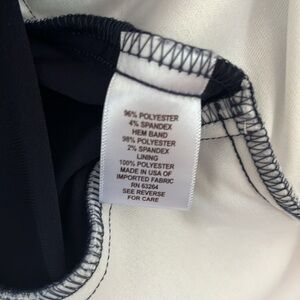 96% POLYESTER
4% SPANDEX
HEM BAND
98% POLYESTER
2% SPANDEX
LINING
100% POLYESTER
MADE IN USA OF
IMPORTED FABRIC
RN 63264
SEE REVERSE
FOR CARE